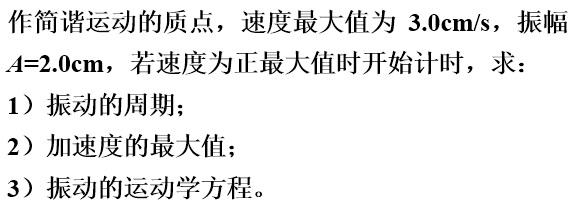 作简谐运动的质点，速度最大值为 3.0cm/s，振幅
A=2.0cm，若速度为正最大值时开始计时，求：
1）振动的周期；
2）加速度的最大值；
3）振动的运动学方程。